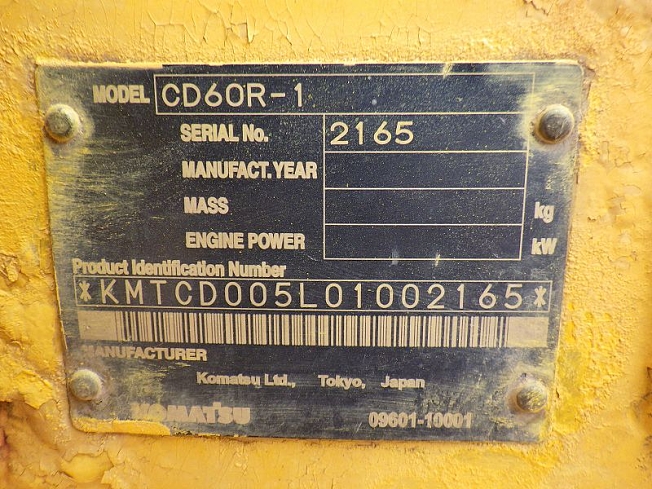 MODEL CD60R-1
SERIAL No. 2165
MANUFACT. YEAR
MASS kg
ENGINE POWER kW
Product Identification Number
*KMTCD005L01002165*
MANUFACTURER
Komatsu Ltd., Tokyo, Japan
KOMATSU 09601-10001